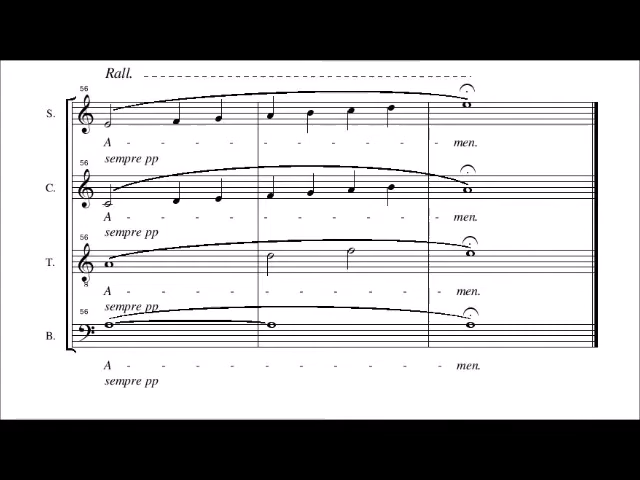 Rall.
56
S.
A - - - - - - - - men.
sempre pp
56
C.
A - - - - - - - - men.
sempre pp
56
T.
8
A - - - - - - - - men.
sempre pp
56
B.
A - - - - - - - - men.
sempre pp